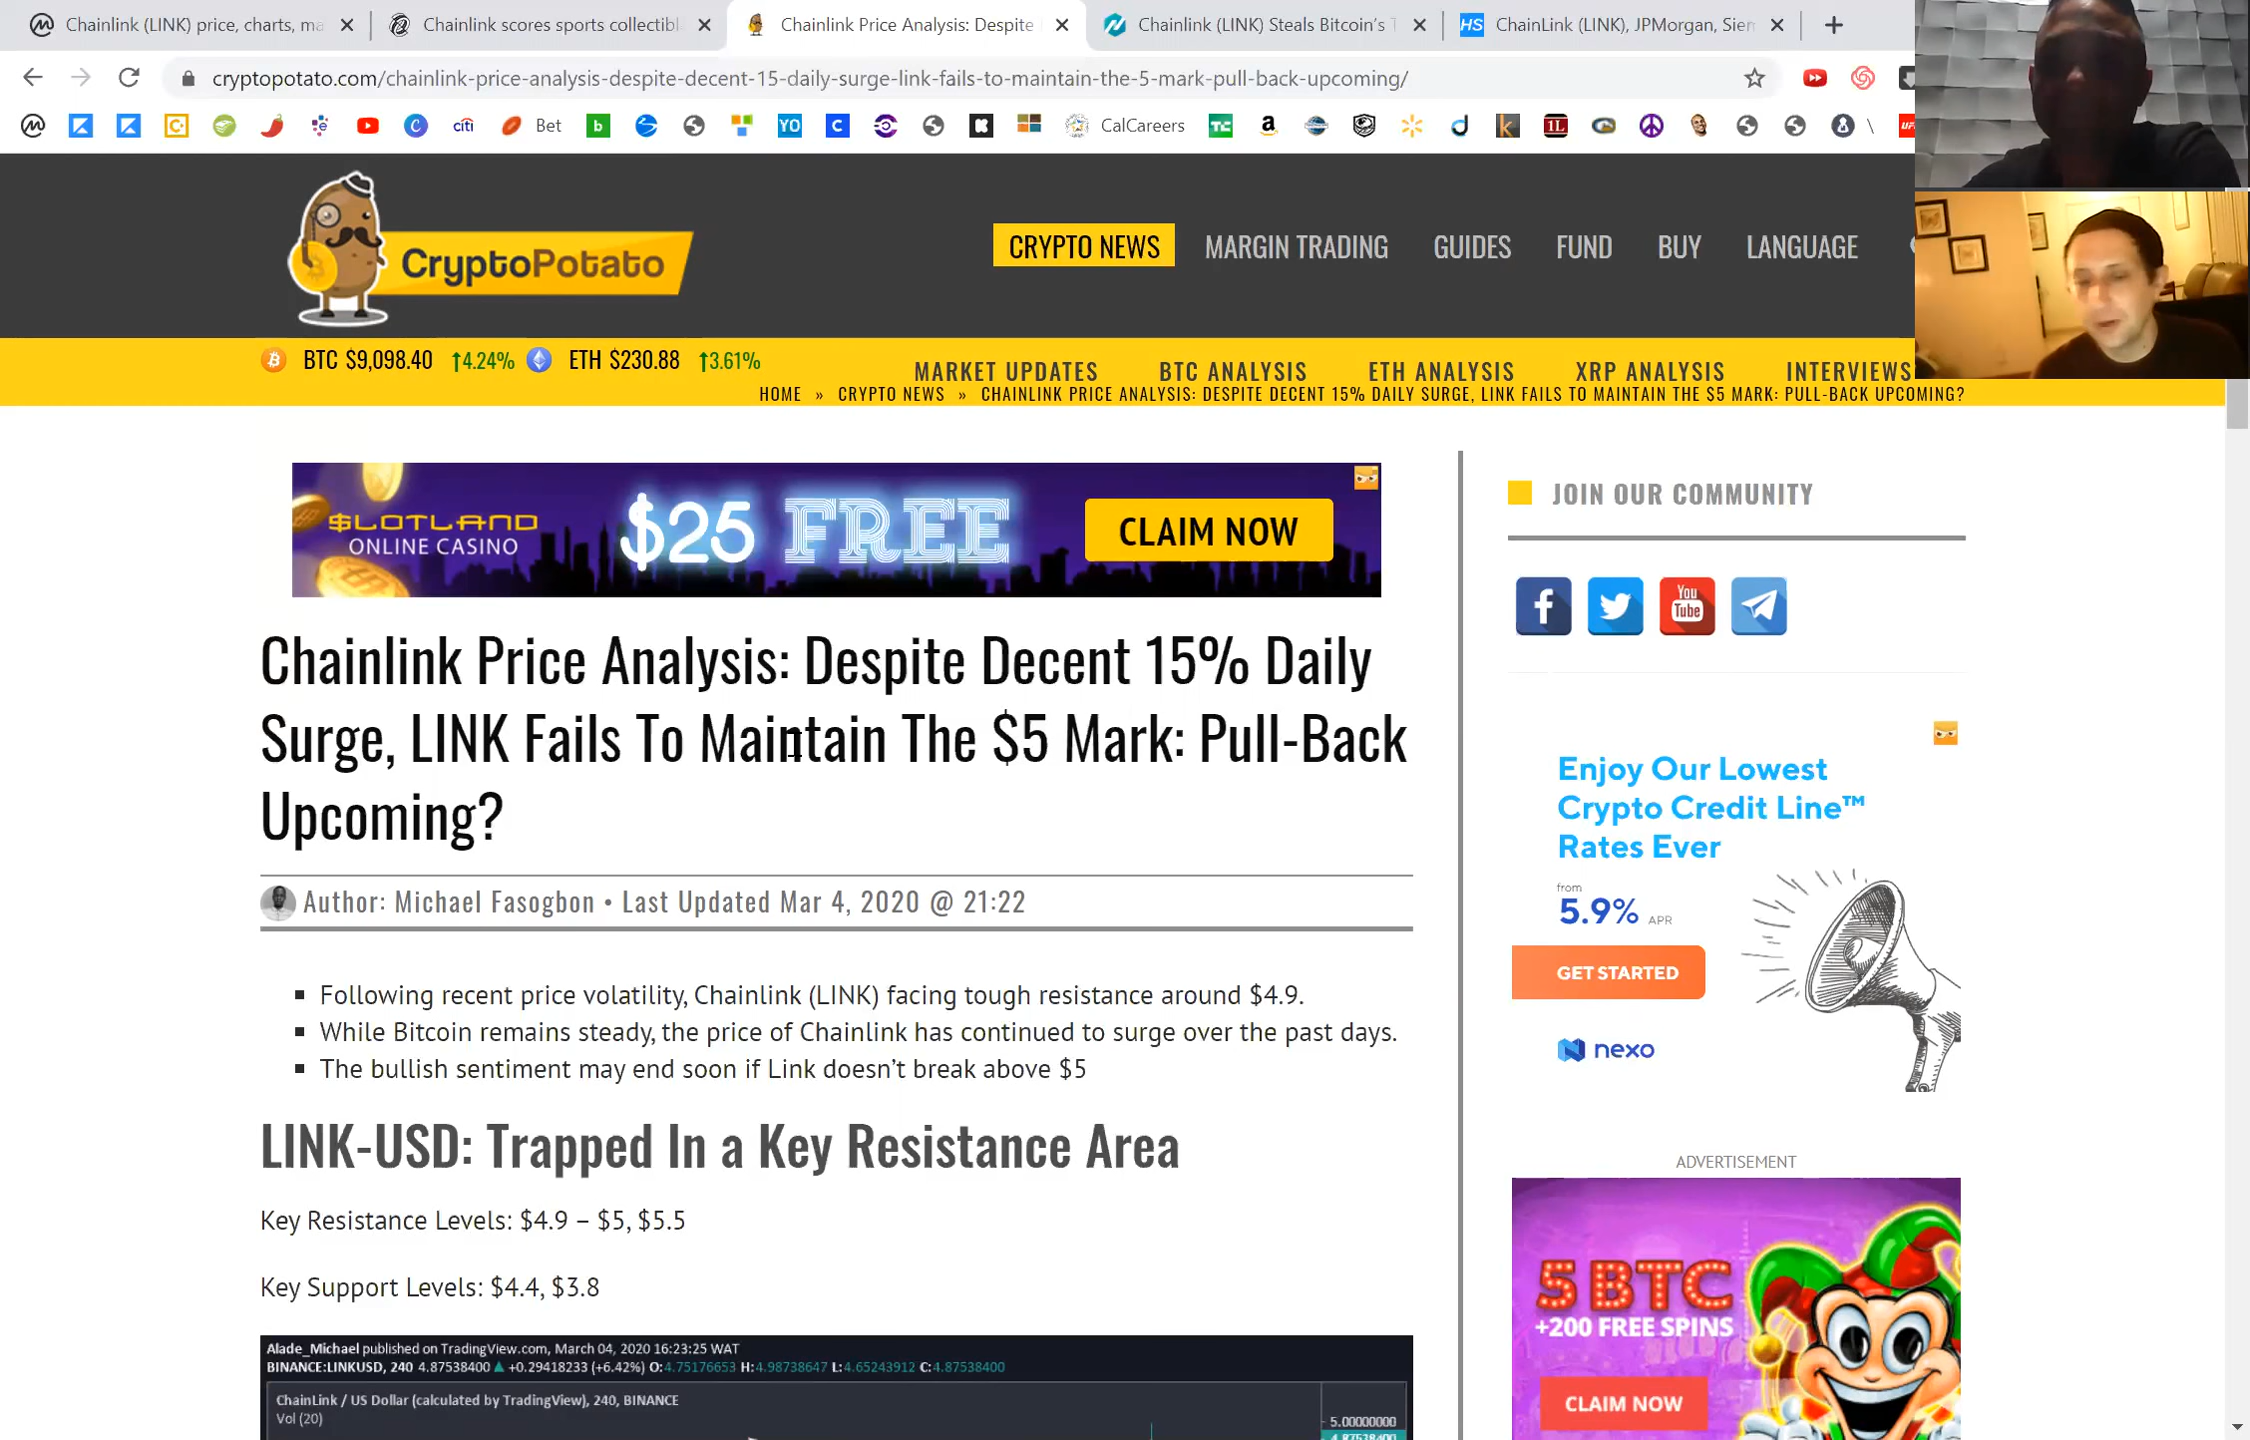 Chainlink (LINK) price, charts, ma
Chainlink scores sports collectibl
Chainlink Price Analysis: Despite
Chainlink (LINK) Steals Bitcoin's T
HS ChainLink (LINK), JPMorgan, Sie
cryptopotato.com/chainlink-price-analysis-despite-decent-15-daily-surge-link-fails-to-maintain-the-5-mark-pull-back-upcoming/
citi
Bet
b
YO
C
CalCareers
TC
a
d
k
1L
CryptoPotato
CRYPTO NEWS
MARGIN TRADING
GUIDES
FUND
BUY
LANGUAGE
BTC $9,098.40 ↑4.24%
ETH $230.88 ↑3.61%
MARKET UPDATES
BTC ANALYSIS
ETH ANALYSIS
XRP ANALYSIS
INTERVIEWS
HOME » CRYPTO NEWS » CHAINLINK PRICE ANALYSIS: DESPITE DECENT 15% DAILY SURGE, LINK FAILS TO MAINTAIN THE $5 MARK: PULL-BACK UPCOMING?
$LOTLAND
ONLINE CASINO
$25 FREE
CLAIM NOW
JOIN OUR COMMUNITY
You
Tube
Chainlink Price Analysis: Despite Decent 15% Daily
Surge, LINK Fails To Maintain The $5 Mark: Pull-Back
Upcoming?
Author: Michael Fasogbon • Last Updated Mar 4, 2020 @ 21:22
Following recent price volatility, Chainlink (LINK) facing tough resistance around $4.9.
While Bitcoin remains steady, the price of Chainlink has continued to surge over the past days.
The bullish sentiment may end soon if Link doesn't break above $5
LINK-USD: Trapped In a Key Resistance Area
Key Resistance Levels: $4.9 – $5, $5.5
Key Support Levels: $4.4, $3.8
Alade_Michael published on TradingView.com, March 04, 2020 16:23:25 WAT
BINANCE:LINKUSD, 240 4.87538400 ▲ +0.29418233 (+6.42%) O:4.75176653 H:4.98738647 L:4.65243912 C:4.87538400
ChainLink / US Dollar (calculated by TradingView), 240, BINANCE
Vol (20)
5.00000000
4.87538400
Enjoy Our Lowest
Crypto Credit Line™
Rates Ever
from
5.9% APR
GET STARTED
nexo
ADVERTISEMENT
5 BTC
+200 FREE SPINS
CLAIM NOW